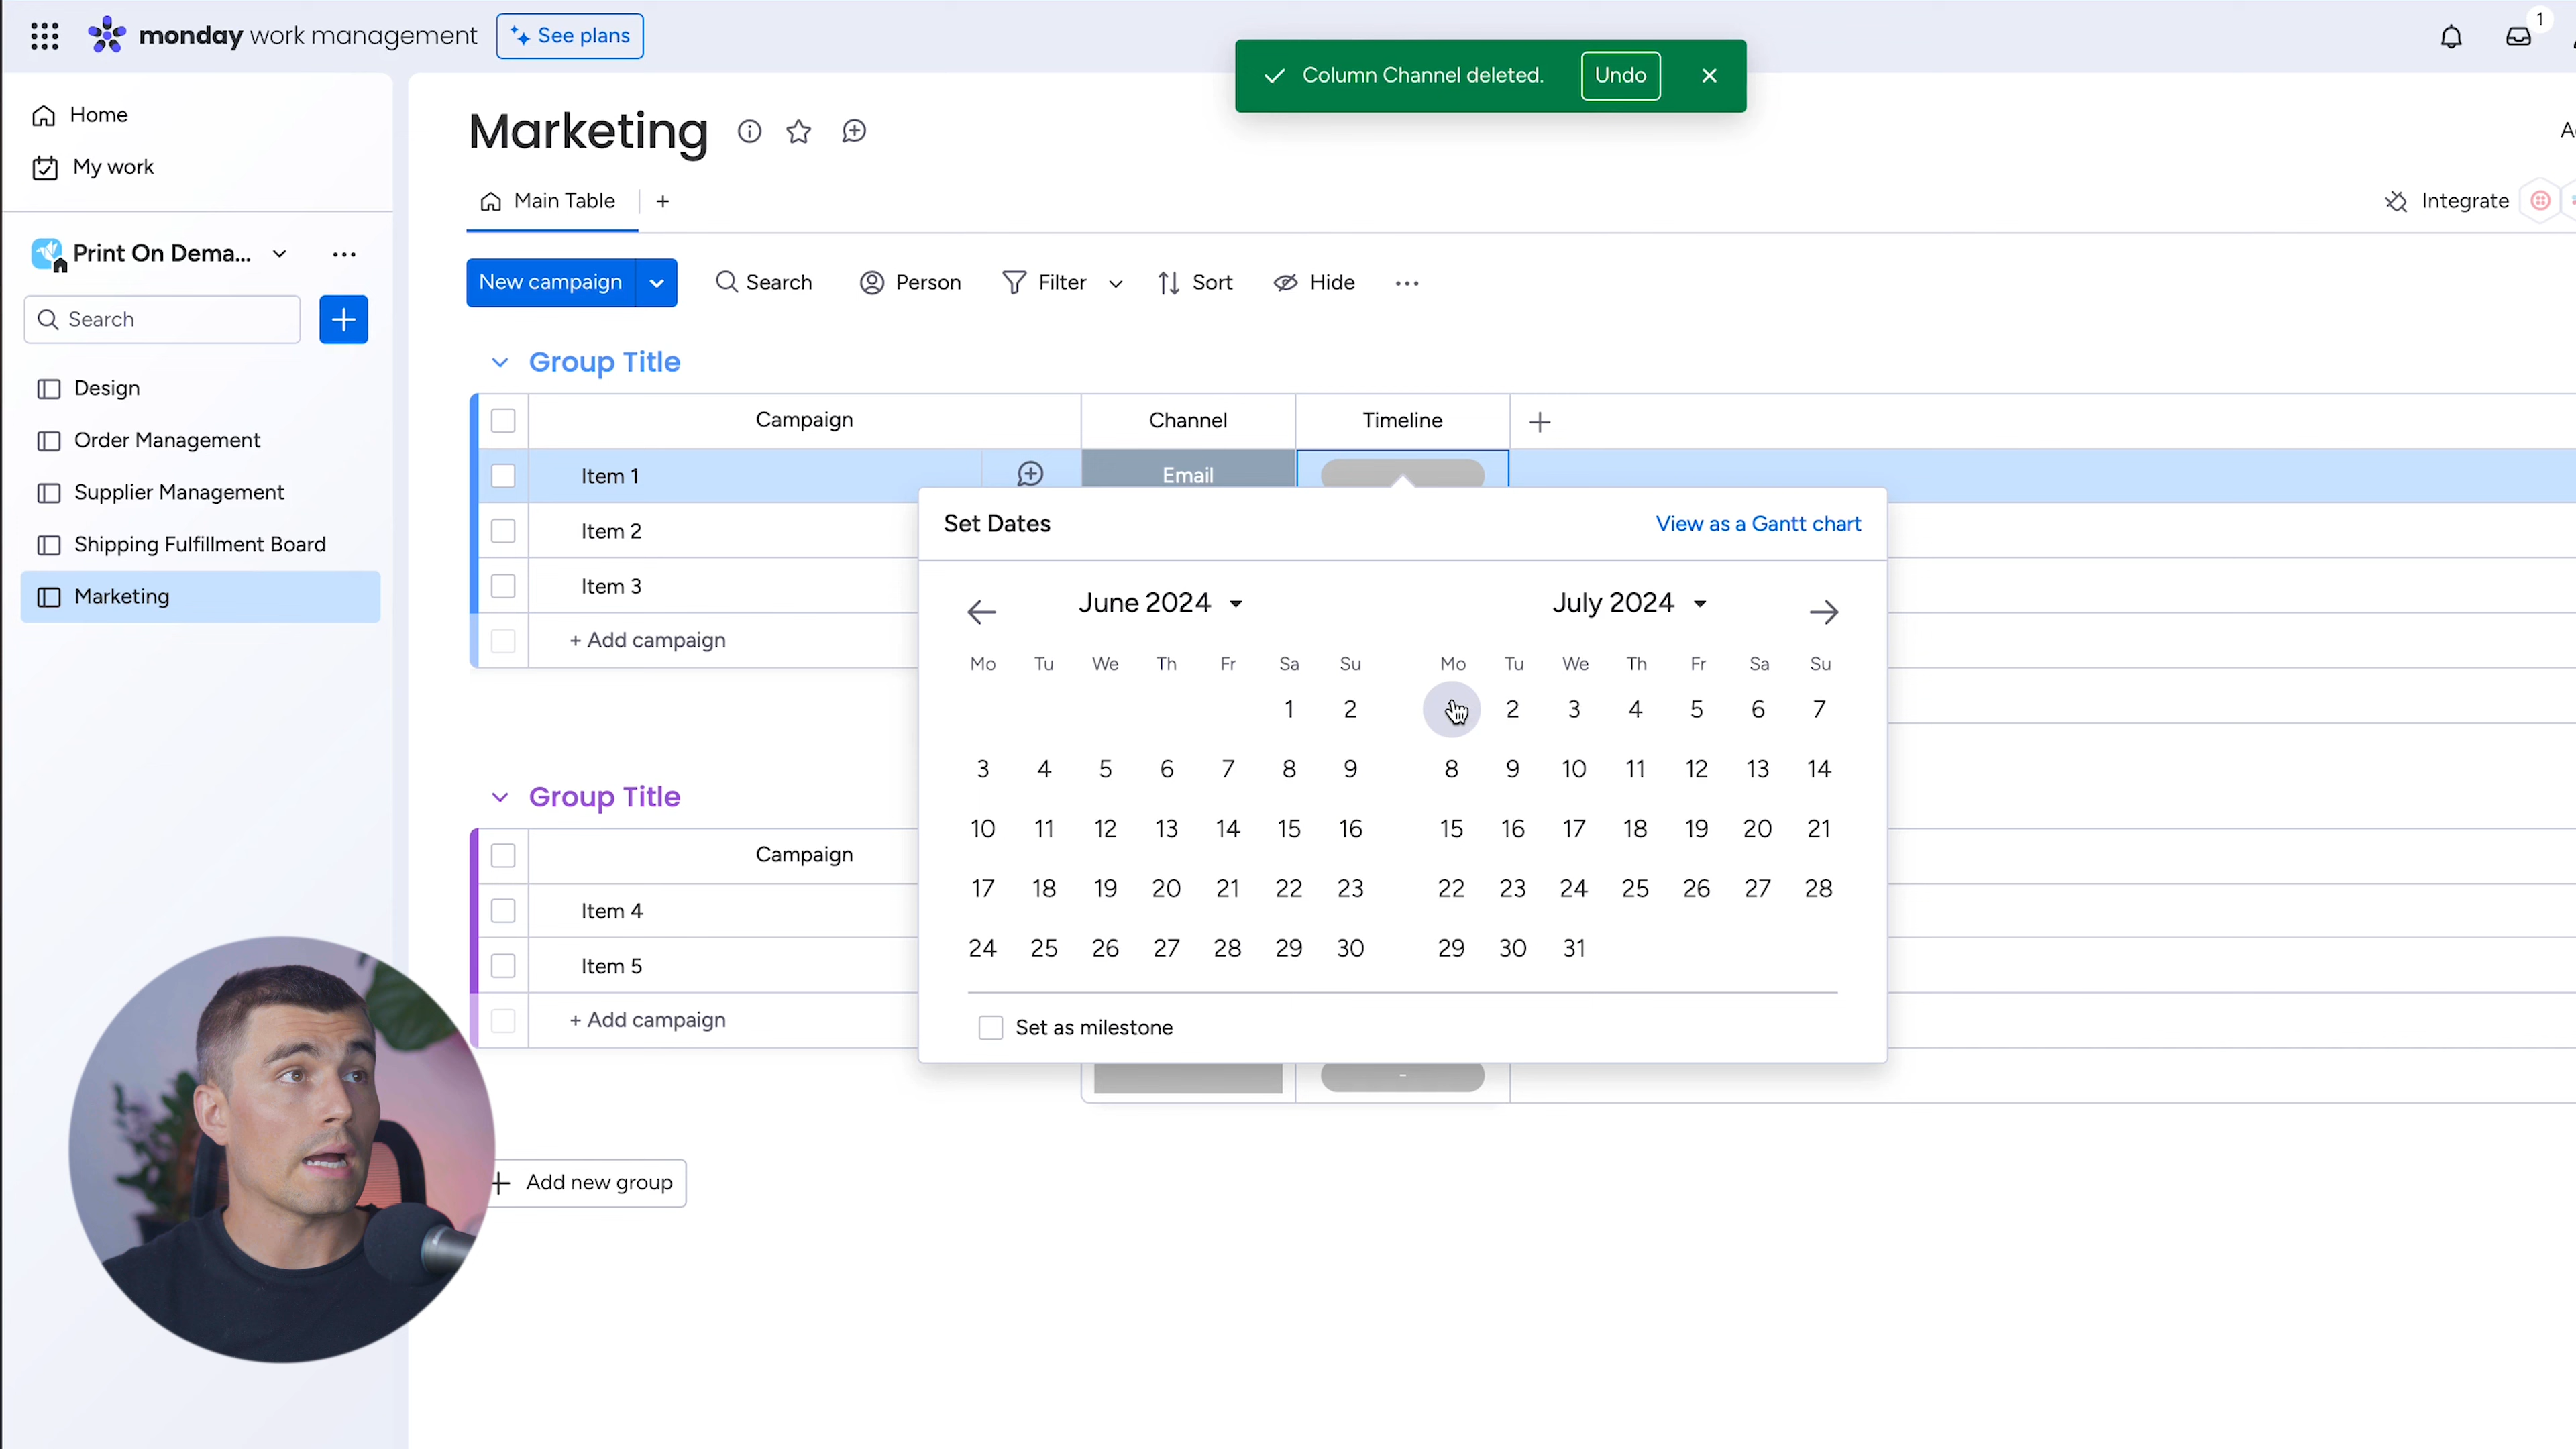 monday work management
See plans
1
Column Channel deleted.
Undo
Home
My work
Print On Dema...
Search
Design
Order Management
Supplier Management
Shipping Fulfillment Board
Marketing
Marketing
Main Table
+
Integrate
New campaign
Search
Person
Filter
Sort
Hide
Group Title
Campaign Channel Timeline
Item 1 Email
Item 2
Item 3
+ Add campaign
Set Dates View as a Gantt chart
June 2024 July 2024
Mo Tu We Th Fr Sa Su Mo Tu We Th Fr Sa Su
1 2 2 3 4 5 6 7
3 4 5 6 7 8 9 8 9 10 11 12 13 14
10 11 12 13 14 15 16 15 16 17 18 19 20 21
17 18 19 20 21 22 23 22 23 24 25 26 27 28
24 25 26 27 28 29 30 29 30 31
Set as milestone
Group Title
Campaign
Item 4
Item 5
+ Add campaign
-
+ Add new group